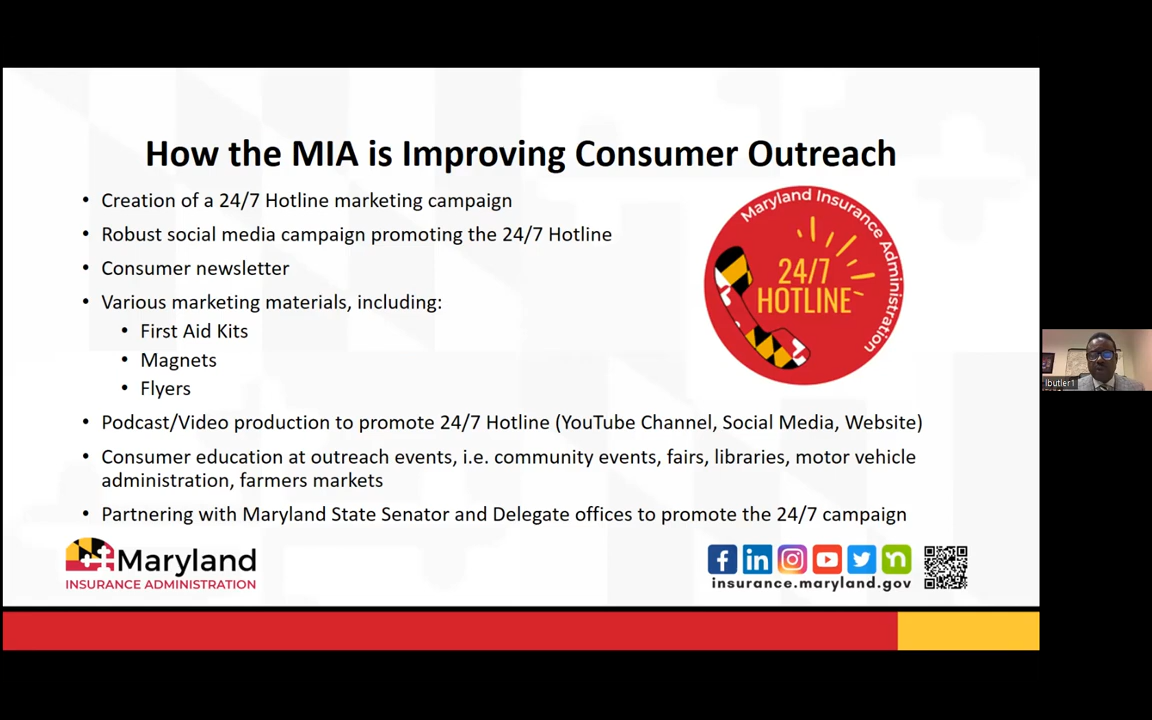 How the MIA is Improving Consumer Outreach
• Creation of a 24/7 Hotline marketing campaign
• Robust social media campaign promoting the 24/7 Hotline
• Consumer newsletter
• Various marketing materials, including:
• First Aid Kits
• Magnets
• Flyers
• Podcast/Video production to promote 24/7 Hotline (YouTube Channel, Social Media, Website)
• Consumer education at outreach events, i.e. community events, fairs, libraries, motor vehicle
administration, farmers markets
• Partnering with Maryland State Senator and Delegate offices to promote the 24/7 campaign
Maryland Insurance Administration
24/7
HOTLINE
lbutler1
Maryland
INSURANCE ADMINISTRATION
f in n
insurance.maryland.gov